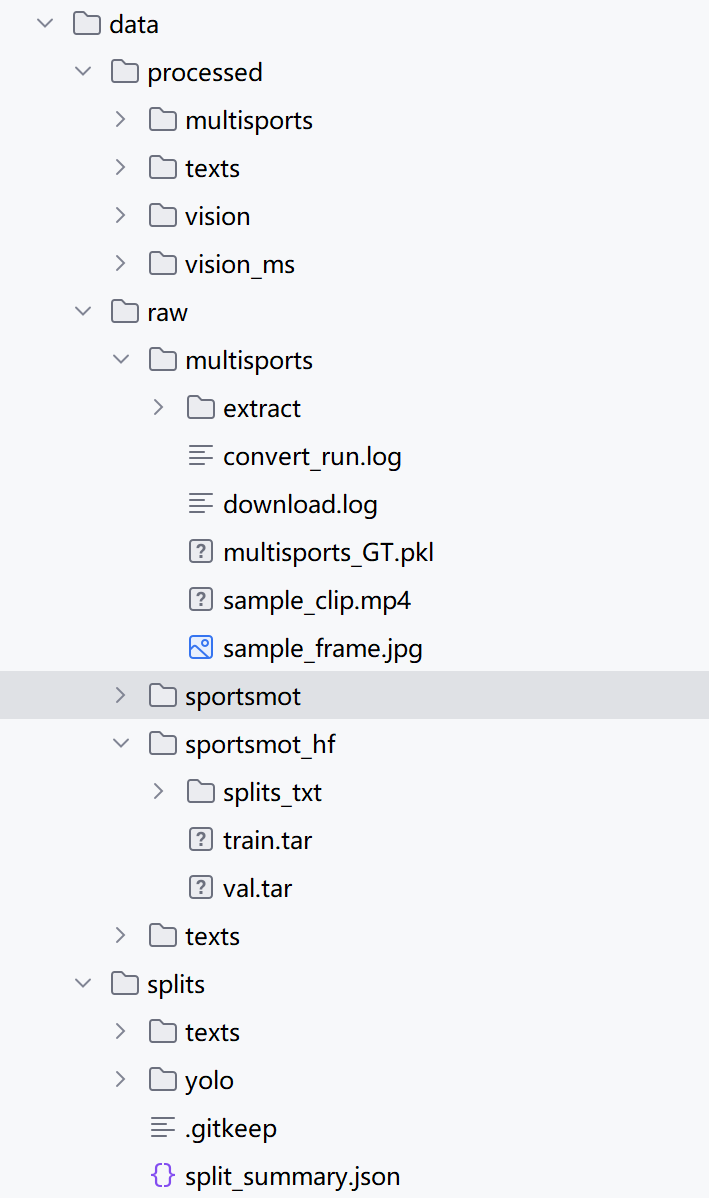 data
processed
multisports
texts
vision
vision_ms
raw
multisports
extract
convert_run.log
download.log
multisports_GT.pkl
sample_clip.mp4
sample_frame.jpg
sportsmot
sportsmot_hf
splits_txt
train.tar
val.tar
texts
splits
texts
yolo
.gitkeep
split_summary.json